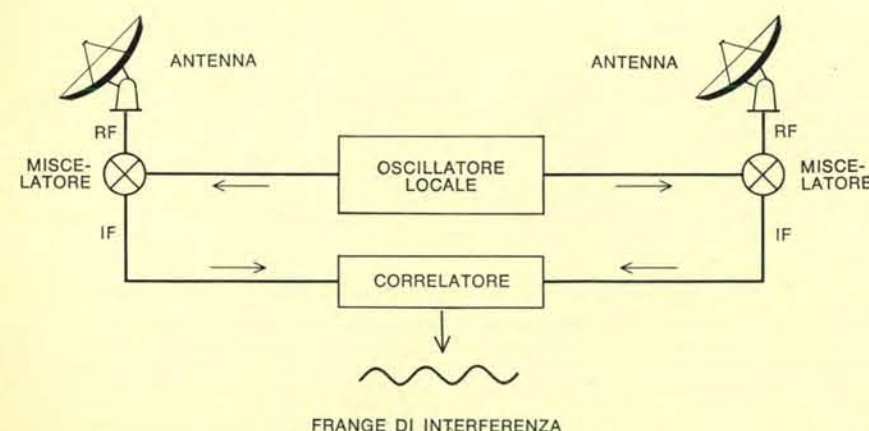 ANTENNA
ANTENNA
RF
RF
MISCE-
LATORE
OSCILLATORE
LOCALE
MISCE-
LATORE
IF
IF
CORRELATORE
FRANGE DI INTERFERENZA